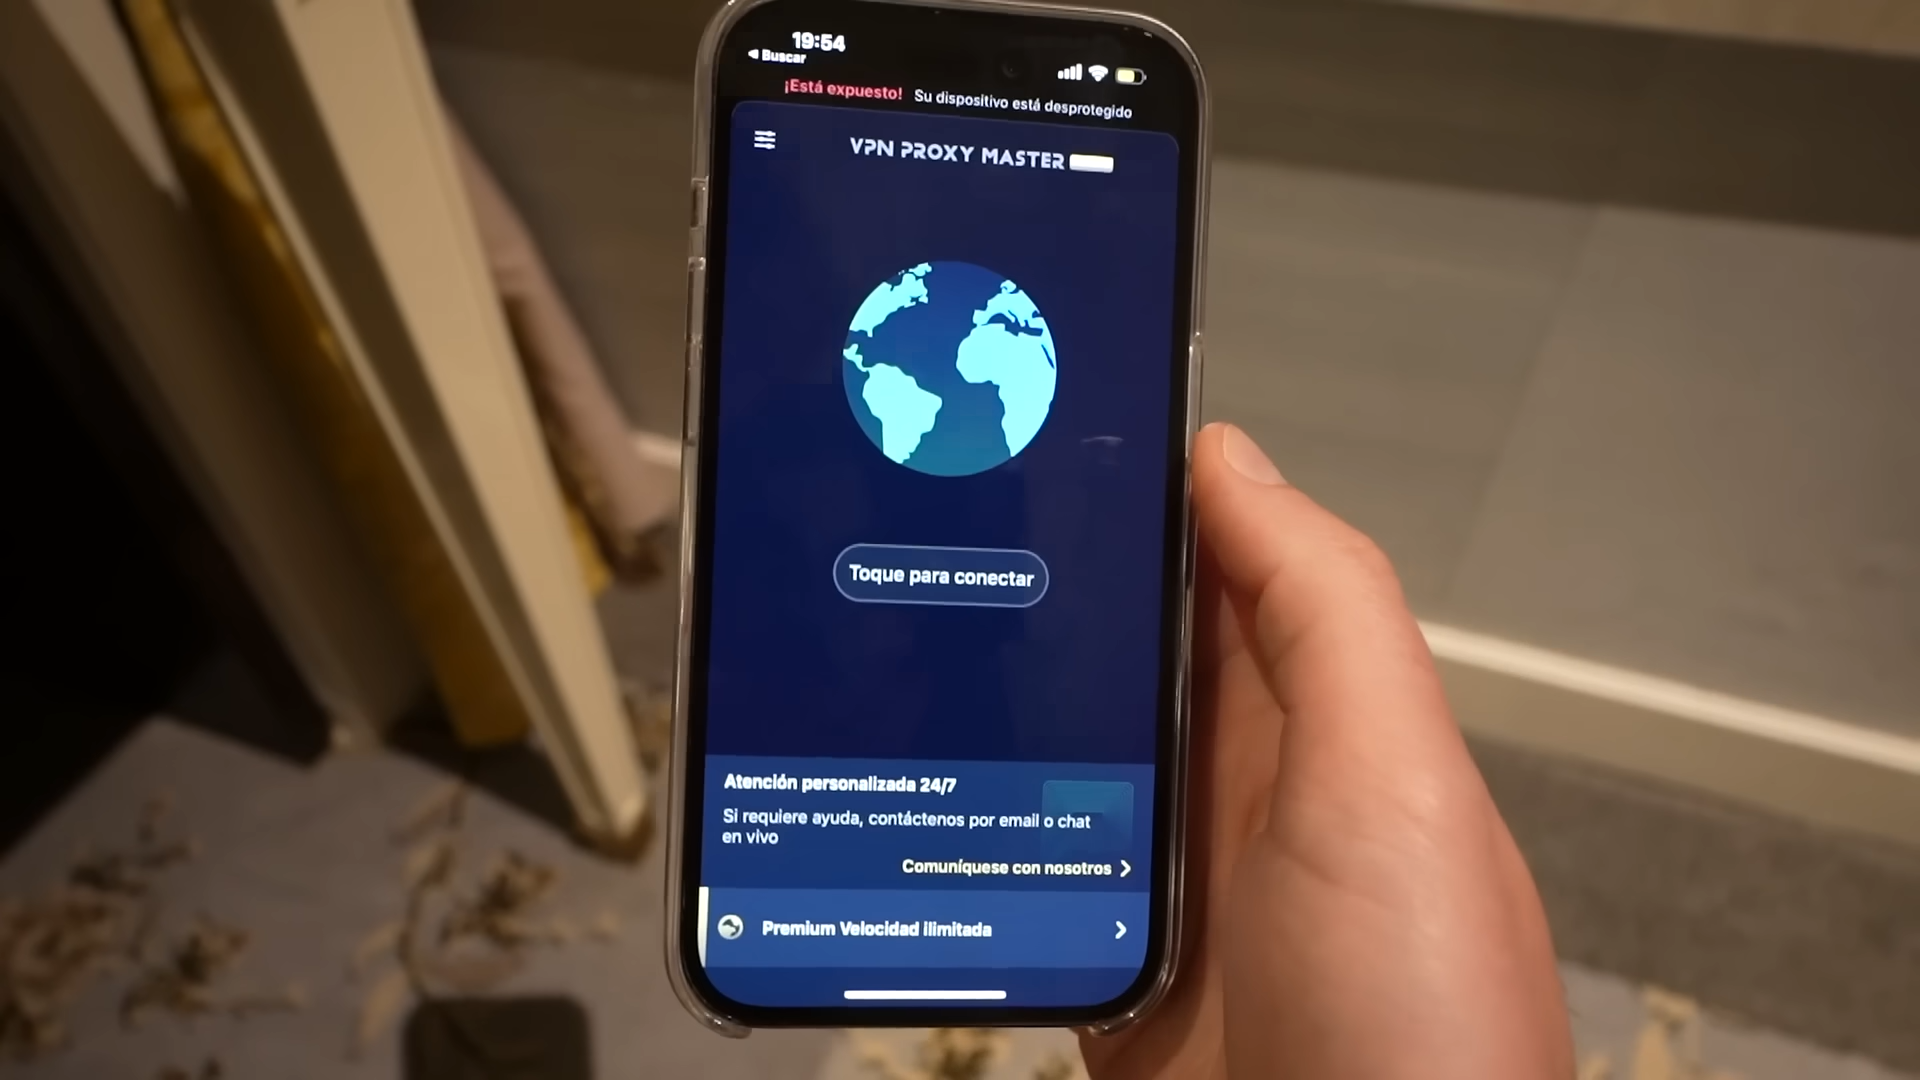 19:54
Buscar
¡Está expuesto! Su dispositivo está desprotegido
VPN PROXY MASTER
Toque para conectar
Atención personalizada 24/7
Si requiere ayuda, contáctenos por email o chat
en vivo
Comuníquese con nosotros
Premium Velocidad ilimitada